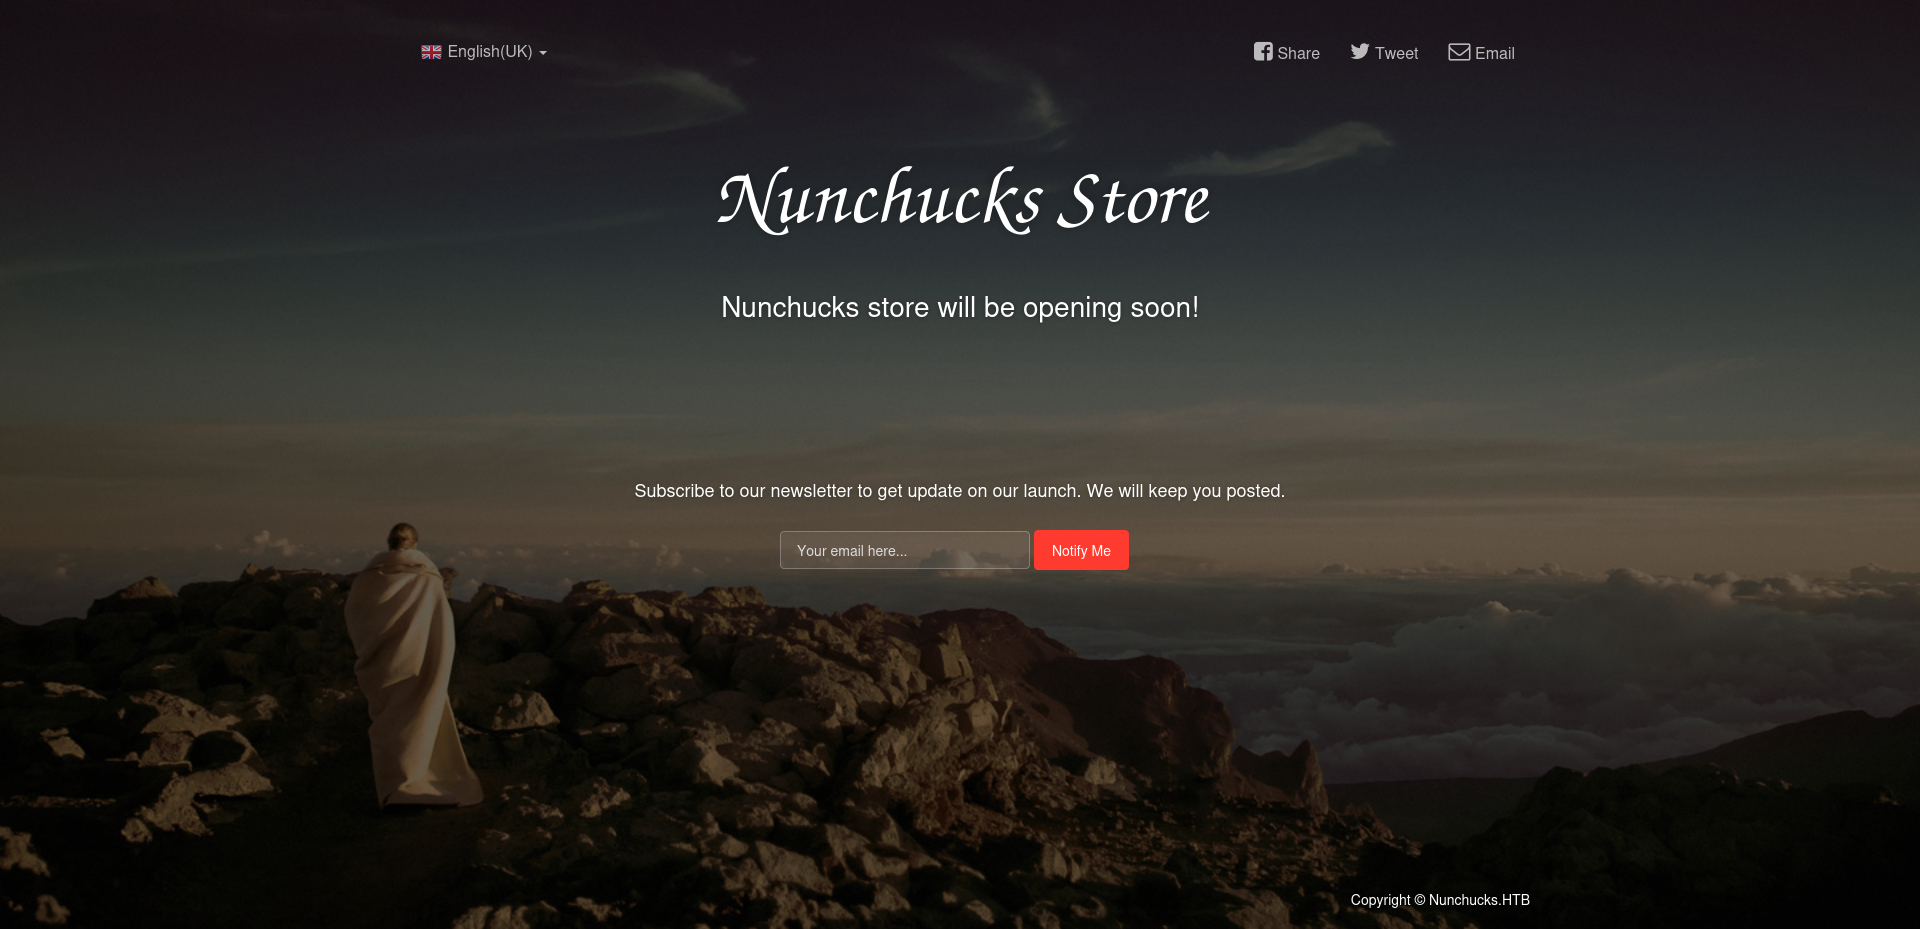 English(UK)
Share
Tweet
Email
Nunchucks Store
Nunchucks store will be opening soon!
Subscribe to our newsletter to get update on our launch. We will keep you posted.
Your email here...
Notify Me
Copyright © Nunchucks.HTB